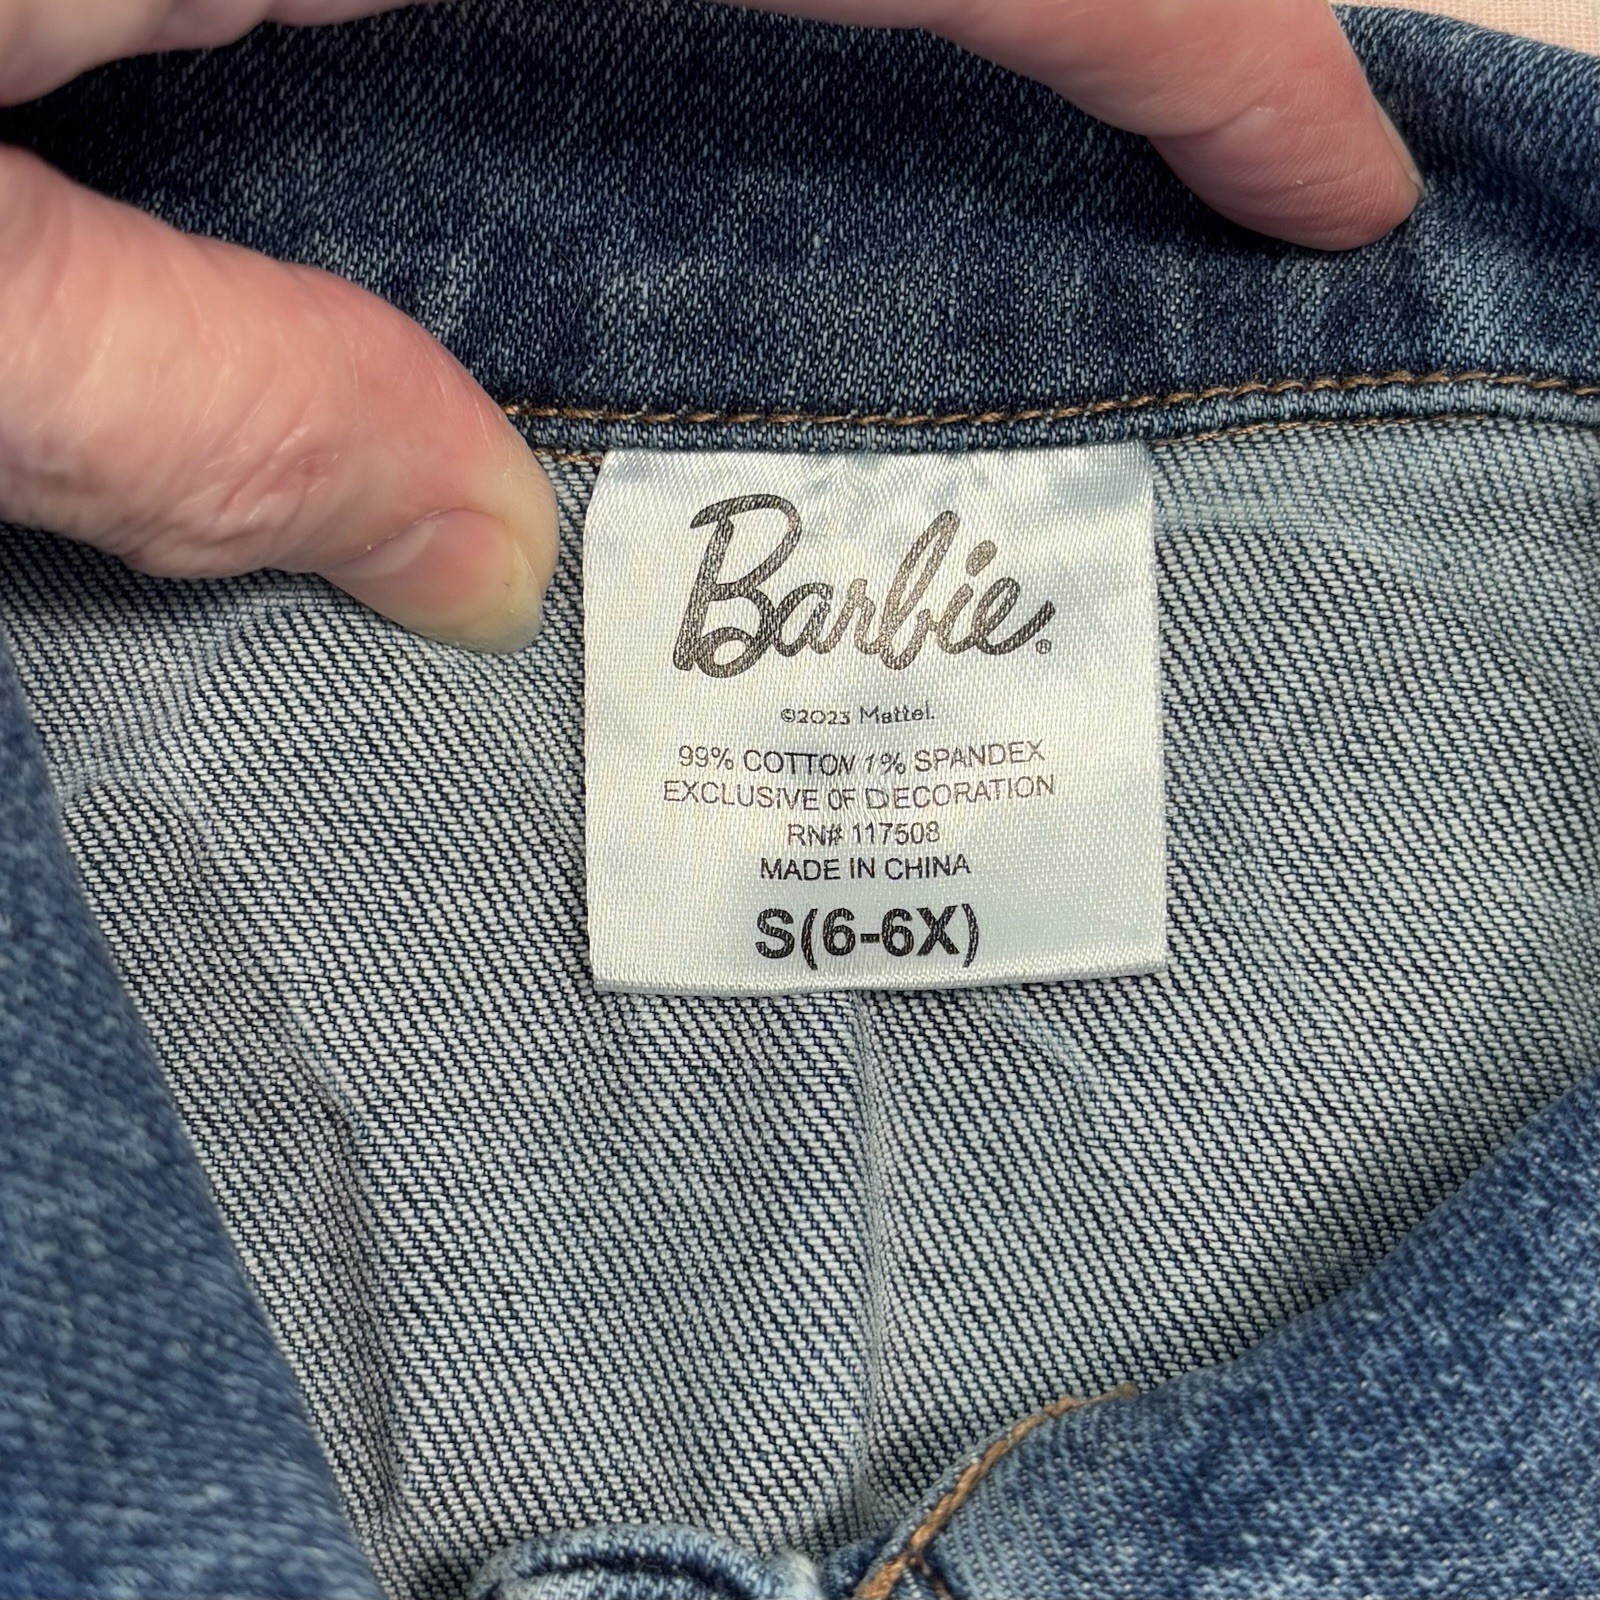 Barbie®
©2023 Mattel.
99% COTTON 1% SPANDEX
EXCLUSIVE OF DECORATION
RN# 117508
MADE IN CHINA
S(6-6X)